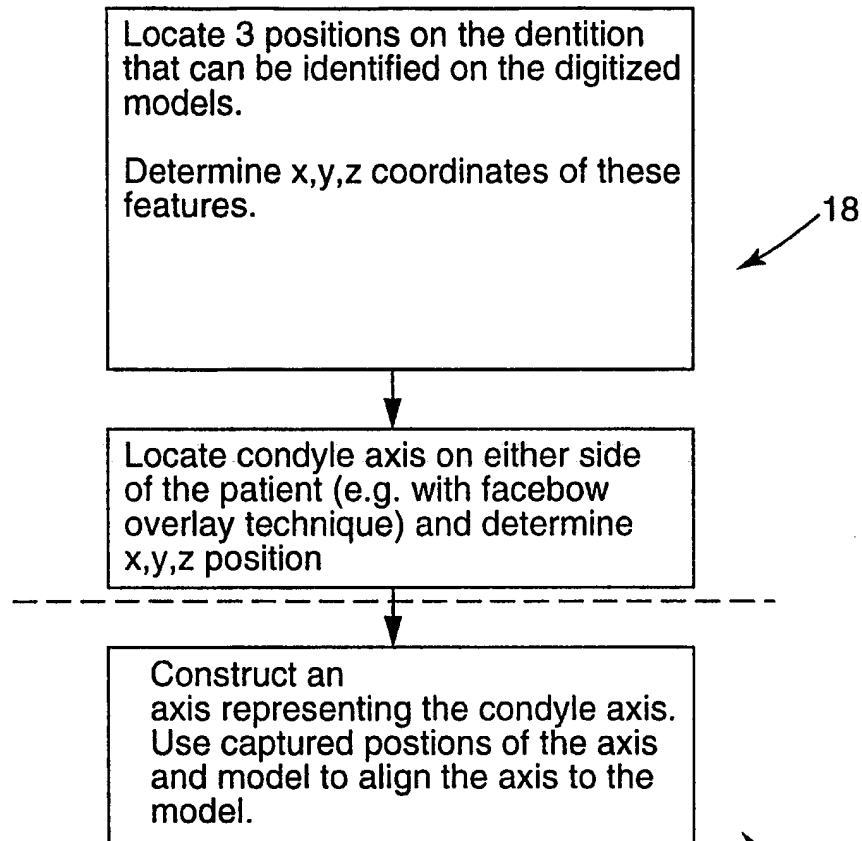 Locate 3 positions on the dentition
that can be identified on the digitized
models.
Determine x,y,z coordinates of these
features.
18
Locate condyle axis on either side
of the patient (e.g. with facebow
overlay technique) and determine
x,y,z position
Construct an
axis representing the condyle axis.
Use captured postions of the axis
and model to align the axis to the
model.